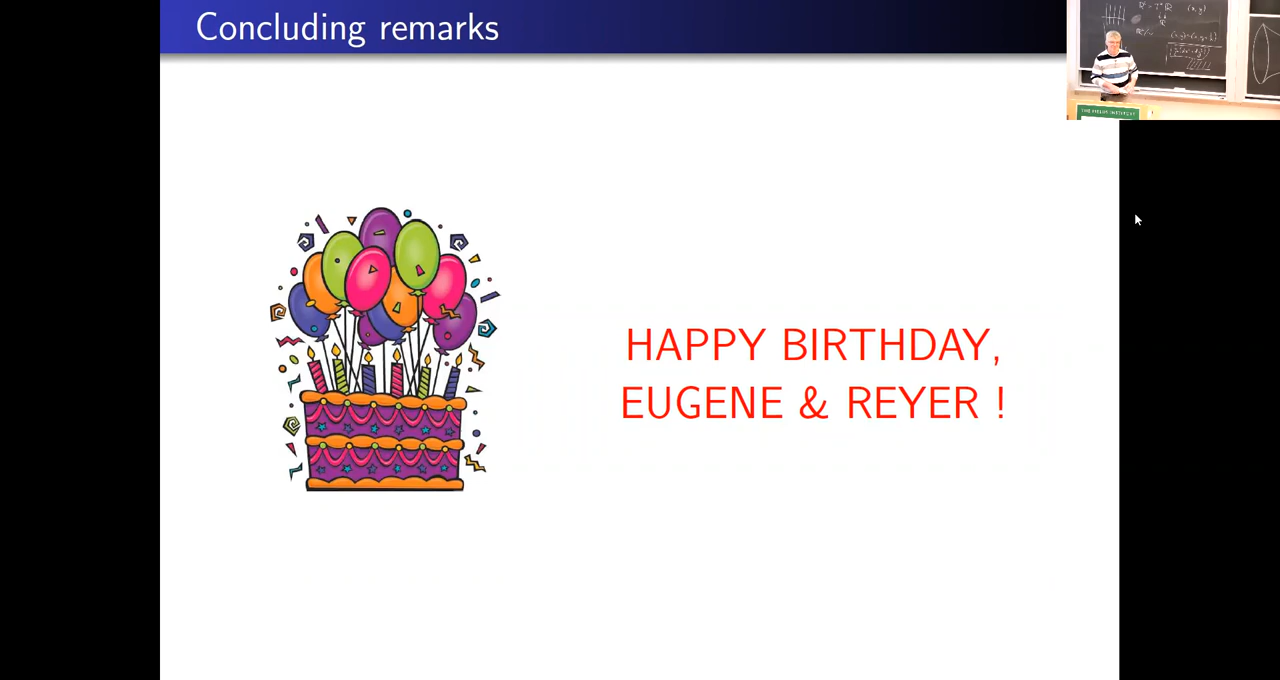 Concluding remarks
HAPPY BIRTHDAY,
EUGENE & REYER !